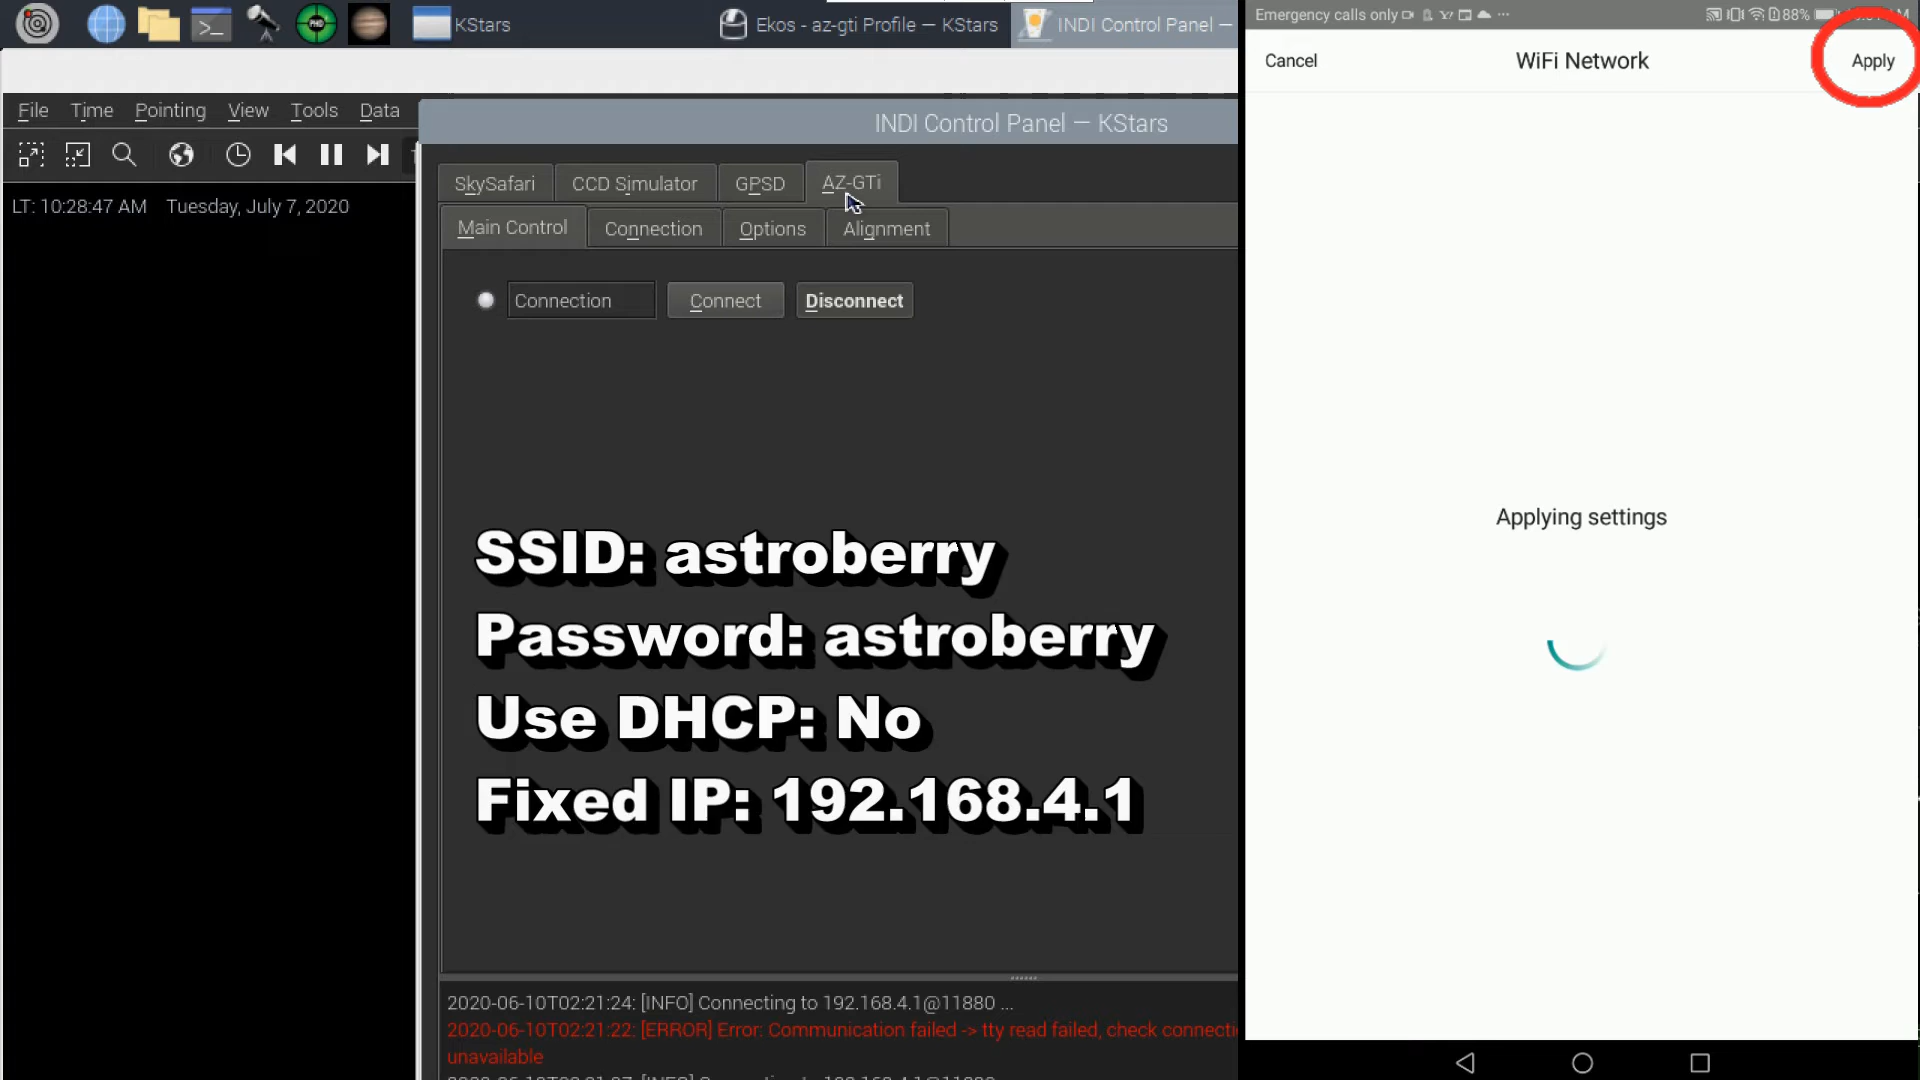 KStars
Ekos - az-gti Profile — KStars
INDI Control Panel —
File Time Pointing View Tools Data
LT: 10:28:47 AM Tuesday, July 7, 2020
INDI Control Panel — KStars
SkySafari CCD Simulator GPSD AZ-GTi
Main Control Connection Options Alignment
Connection Connect Disconnect
SSID: astroberry
Password: astroberry
Use DHCP: No
Fixed IP: 192.168.4.1
2020-06-10T02:21:24: [INFO] Connecting to 192.168.4.1@11880 ...
2020-06-10T02:21:22: [ERROR] Error: Communication failed -> tty read failed, check
unavailable
Emergency calls only
88%
Cancel WiFi Network Apply
Applying settings